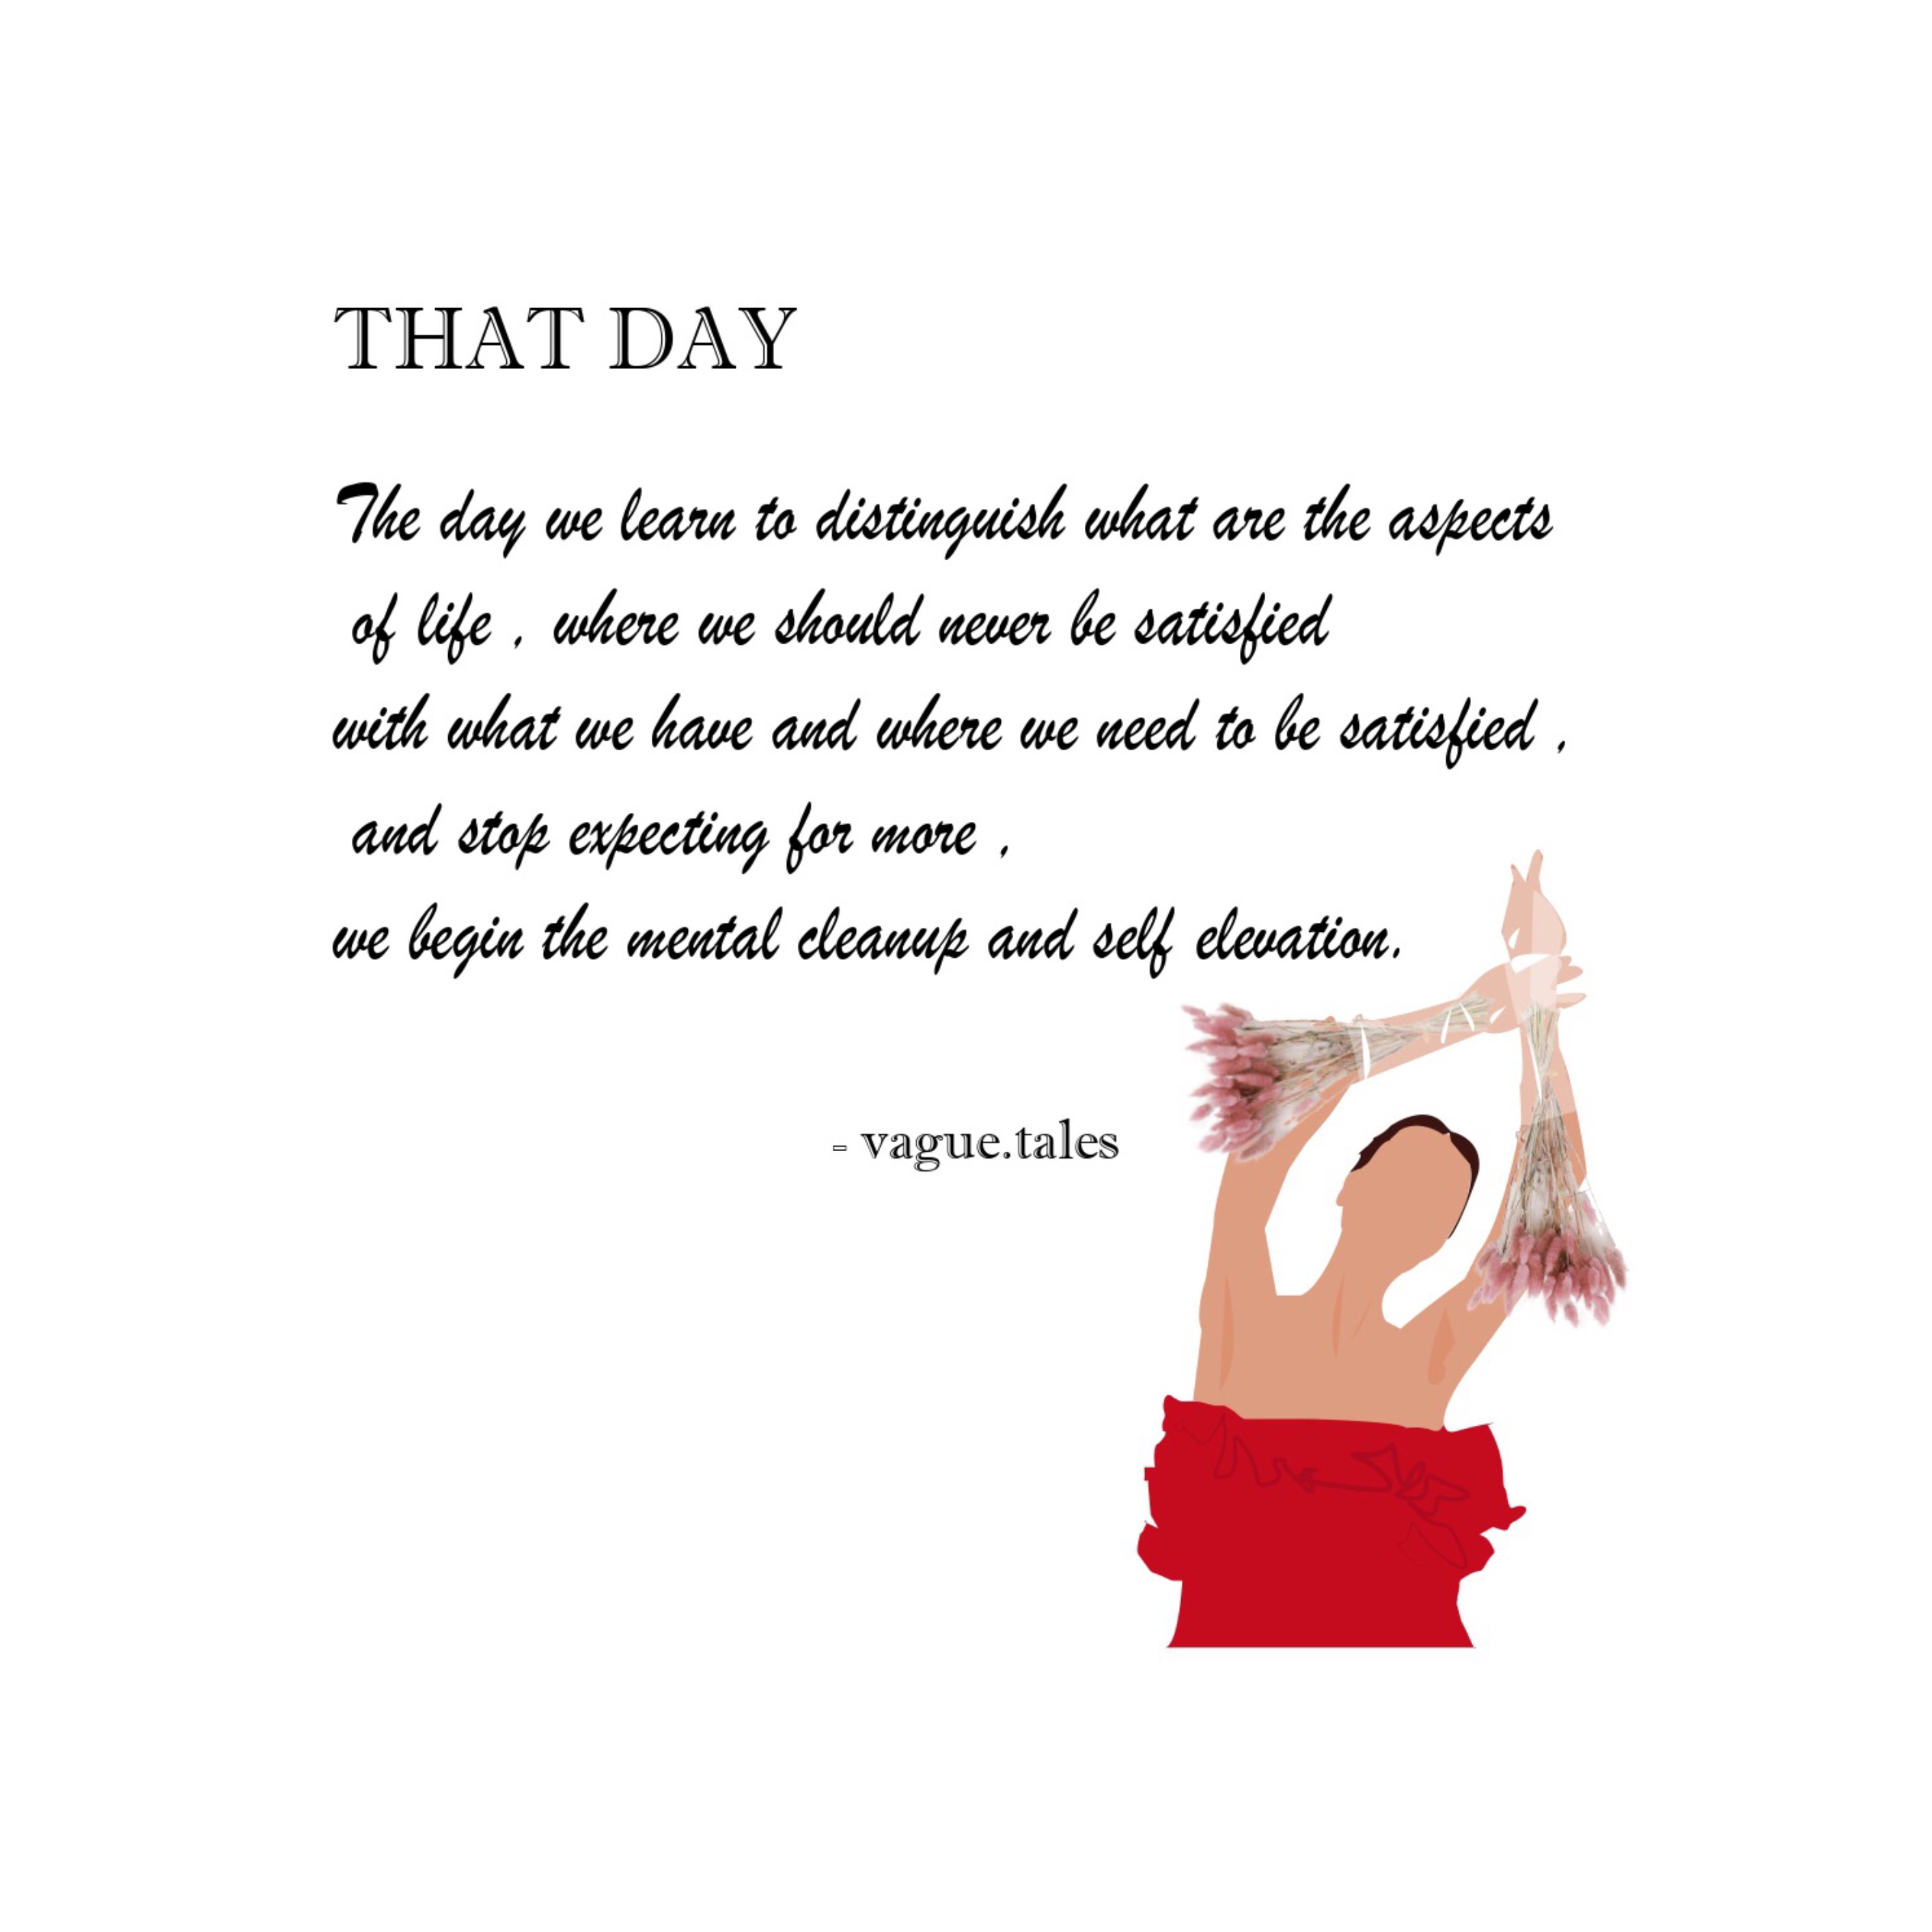 THAT DAY
The day we learn to distinguish what are the aspects
of life , where we should never be satisfied
with what we have and where we need to be satisfied ,
and stop expecting for more ,
we begin the mental cleanup and self elevation.
- vague.tales